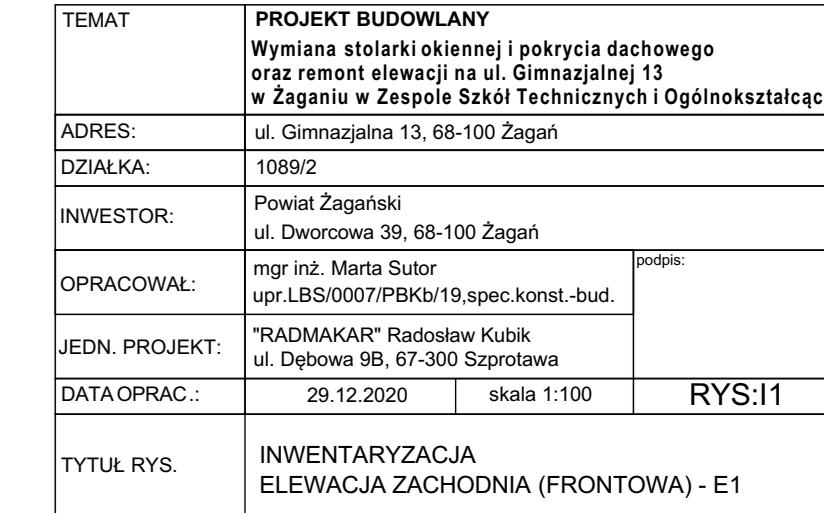 TEMAT
PROJEKT BUDOWLANY
Wymiana stolarki okiennej i pokrycia dachowego
oraz remont elewacji na ul. Gimnazjalnej 13
w Żaganiu w Zespole Szkół Technicznych i Ogólnokształcąc
ADRES:
ul. Gimnazjalna 13, 68-100 Żagań
DZIAŁKA:
1089/2
INWESTOR:
Powiat Żagański
ul. Dworcowa 39, 68-100 Żagań
OPRACOWAŁ:
mgr inż. Marta Sutor
upr.LBS/0007/PBKb/19,spec.konst.-bud.
podpis:
JEDN. PROJEKT:
"RADMAKAR" Radosław Kubik
ul. Dębowa 9B, 67-300 Szprotawa
DATA OPRAC.:
29.12.2020
skala 1:100
RYS:I1
TYTUŁ RYS.
INWENTARYZACJA
ELEWACJA ZACHODNIA (FRONTOWA) - E1